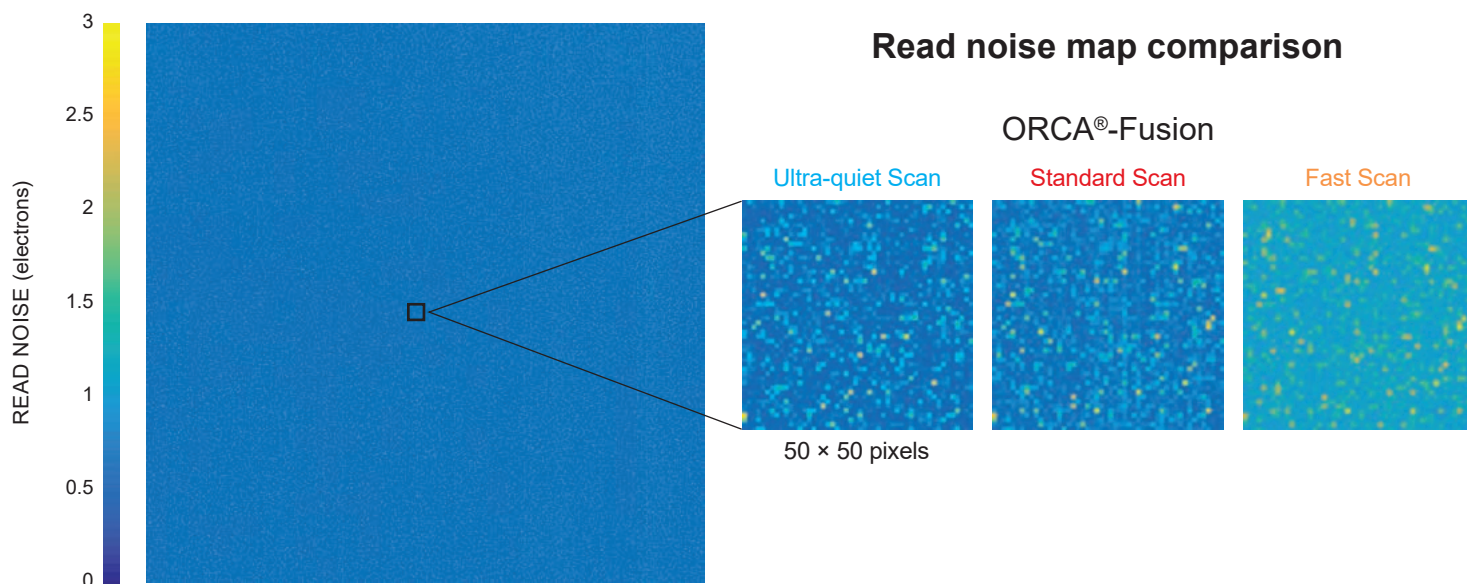 Read noise map comparison
ORCA®-Fusion
Ultra-quiet Scan
Standard Scan
Fast Scan
50 × 50 pixels
READ NOISE (electrons)
3
2.5
2
1.5
1
0.5
0